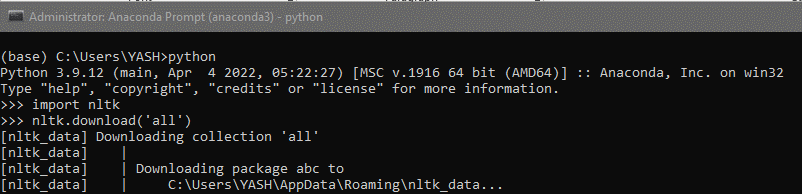 Administrator: Anaconda Prompt (anaconda3) - python
(base) C:\Users\YASH>python
Python 3.9.12 (main, Apr  4 2022, 05:22:27) [MSC v.1916 64 bit (AMD64)] :: Anaconda, Inc. on win32
Type "help", "copyright", "credits" or "license" for more information.
>>> import nltk
>>> nltk.download('all')
[nltk_data] Downloading collection 'all'
[nltk_data]    |
[nltk_data]    | Downloading package abc to
[nltk_data]    |     C:\Users\YASH\AppData\Roaming\nltk_data...